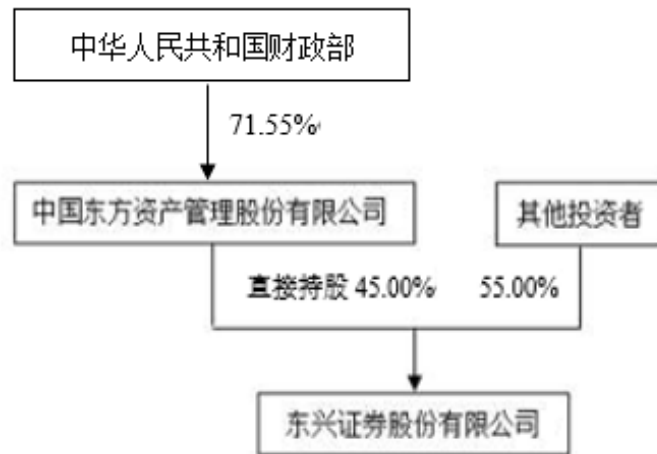 中华人民共和国财政部
71.55%
中国东方资产管理股份有限公司
其他投资者
直接持股 45.00%
55.00%
东兴证券股份有限公司